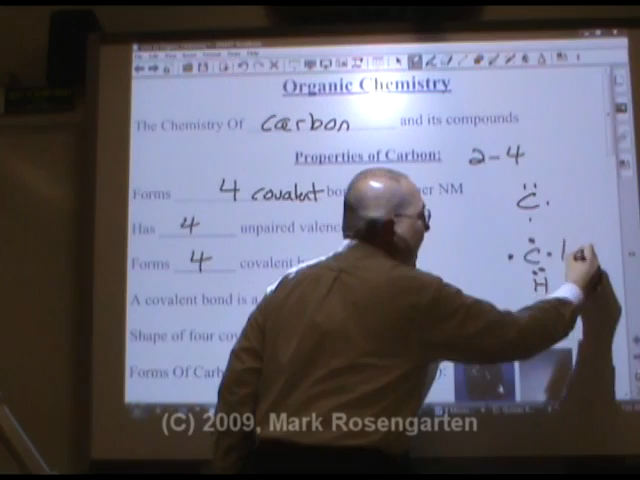 Organic Chemistry
The Chemistry Of carbon and its compounds
Properties of Carbon:
2-4
Forms 4 covalent NM
C
Has 4 unpaired
Forms 4 covalent
C
H
A covalent bond is a
Shape of four
Forms Of
(C) 2009, Mark Rosengarten